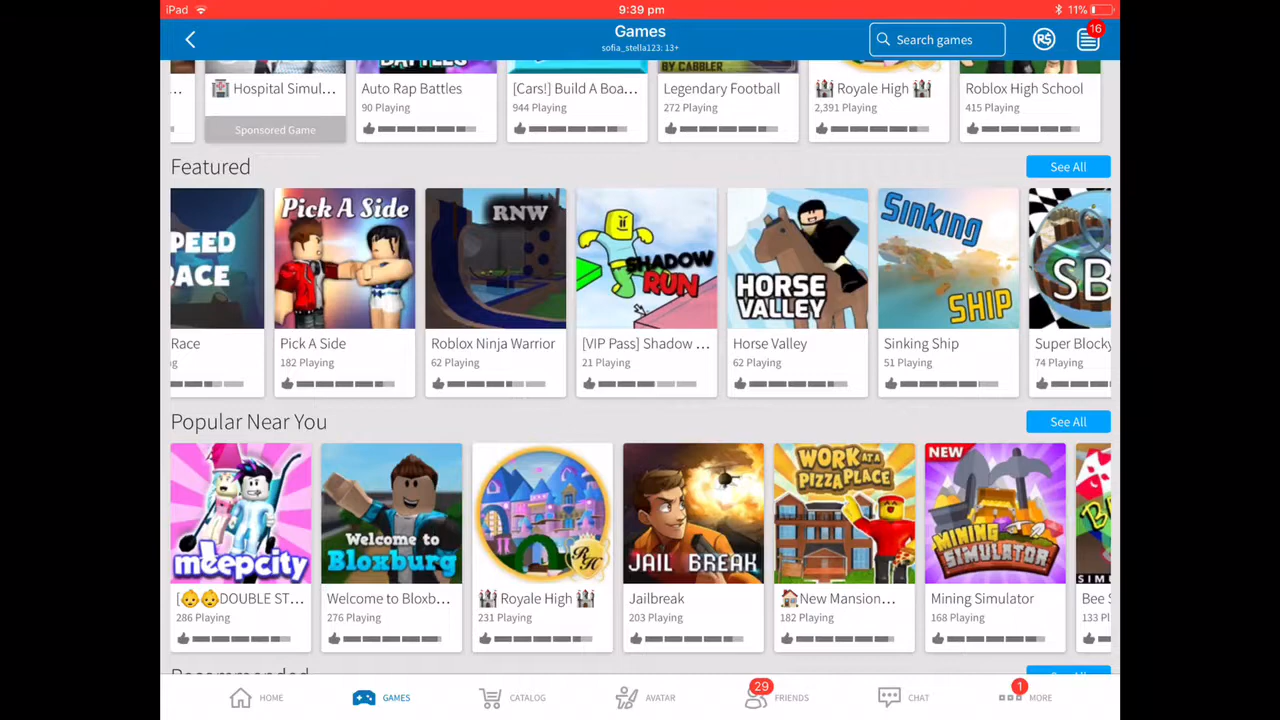 iPad 9:39 pm 11%
Games
sofia_stella123: 13+
Search games
R$ 16
BATTLES BY CABBLER
... Hospital Simul... Auto Rap Battles [Cars!] Build A Boa... Legendary Football Royale High Roblox High School
90 Playing 944 Playing 272 Playing 2,391 Playing 415 Playing
Sponsored Game
Featured See All
SPEED RACE
Pick A Side
RNW
SHADOW RUN
HORSE VALLEY
SINKING SHIP
SB
Race Pick A Side Roblox Ninja Warrior [VIP Pass] Shadow ... Horse Valley Sinking Ship Super Blocky
182 Playing 62 Playing 21 Playing 62 Playing 51 Playing 74 Playing
Popular Near You See All
meepcity
Welcome to Bloxburg
RH
JAIL BREAK
WORK AT A PIZZA PLACE
NEW
MINING SIMULATOR
[DOUBLE ST... Welcome to Bloxb... Royale High Jailbreak New Mansion... Mining Simulator Bee S
286 Playing 276 Playing 231 Playing 203 Playing 182 Playing 168 Playing 133 Pl
Recommended See All
HOME GAMES CATALOG AVATAR 29 FRIENDS CHAT 1 MORE